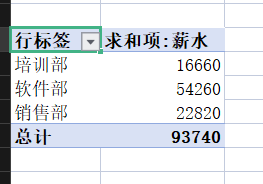 行标签 求和项:薪水
培训部 16660
软件部 54260
销售部 22820
总计 93740